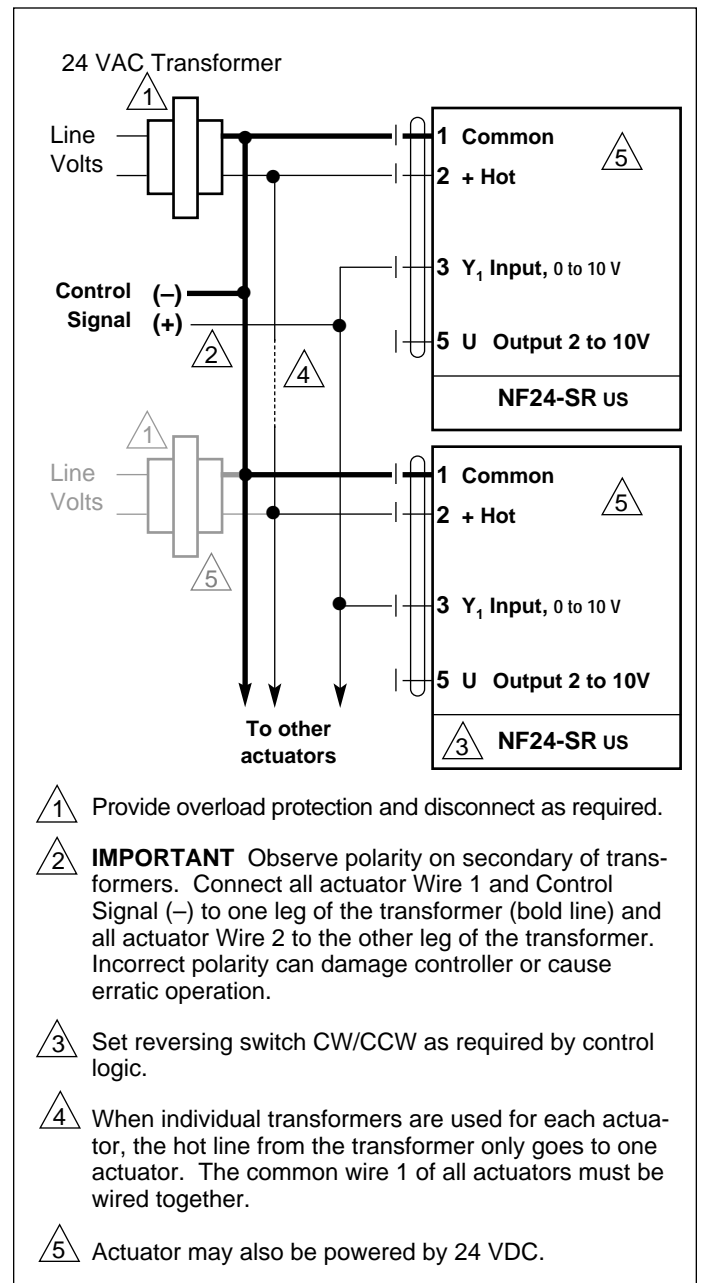 24 VAC Transformer
1
Line
Volts
1 Common
5
2 + Hot
3 Y₁ Input, 0 to 10 V
Control (–)
Signal (+)
2
4
5 U Output 2 to 10V
NF24-SR US
1
Line
Volts
5
1 Common
5
2 + Hot
3 Y₁ Input, 0 to 10 V
5 U Output 2 to 10V
To other
actuators
3 NF24-SR US
1 Provide overload protection and disconnect as required.
2 IMPORTANT Observe polarity on secondary of trans-
formers. Connect all actuator Wire 1 and Control
Signal (–) to one leg of the transformer (bold line) and
all actuator Wire 2 to the other leg of the transformer.
Incorrect polarity can damage controller or cause
erratic operation.
3 Set reversing switch CW/CCW as required by control
logic.
4 When individual transformers are used for each actua-
tor, the hot line from the transformer only goes to one
actuator. The common wire 1 of all actuators must be
wired together.
5 Actuator may also be powered by 24 VDC.